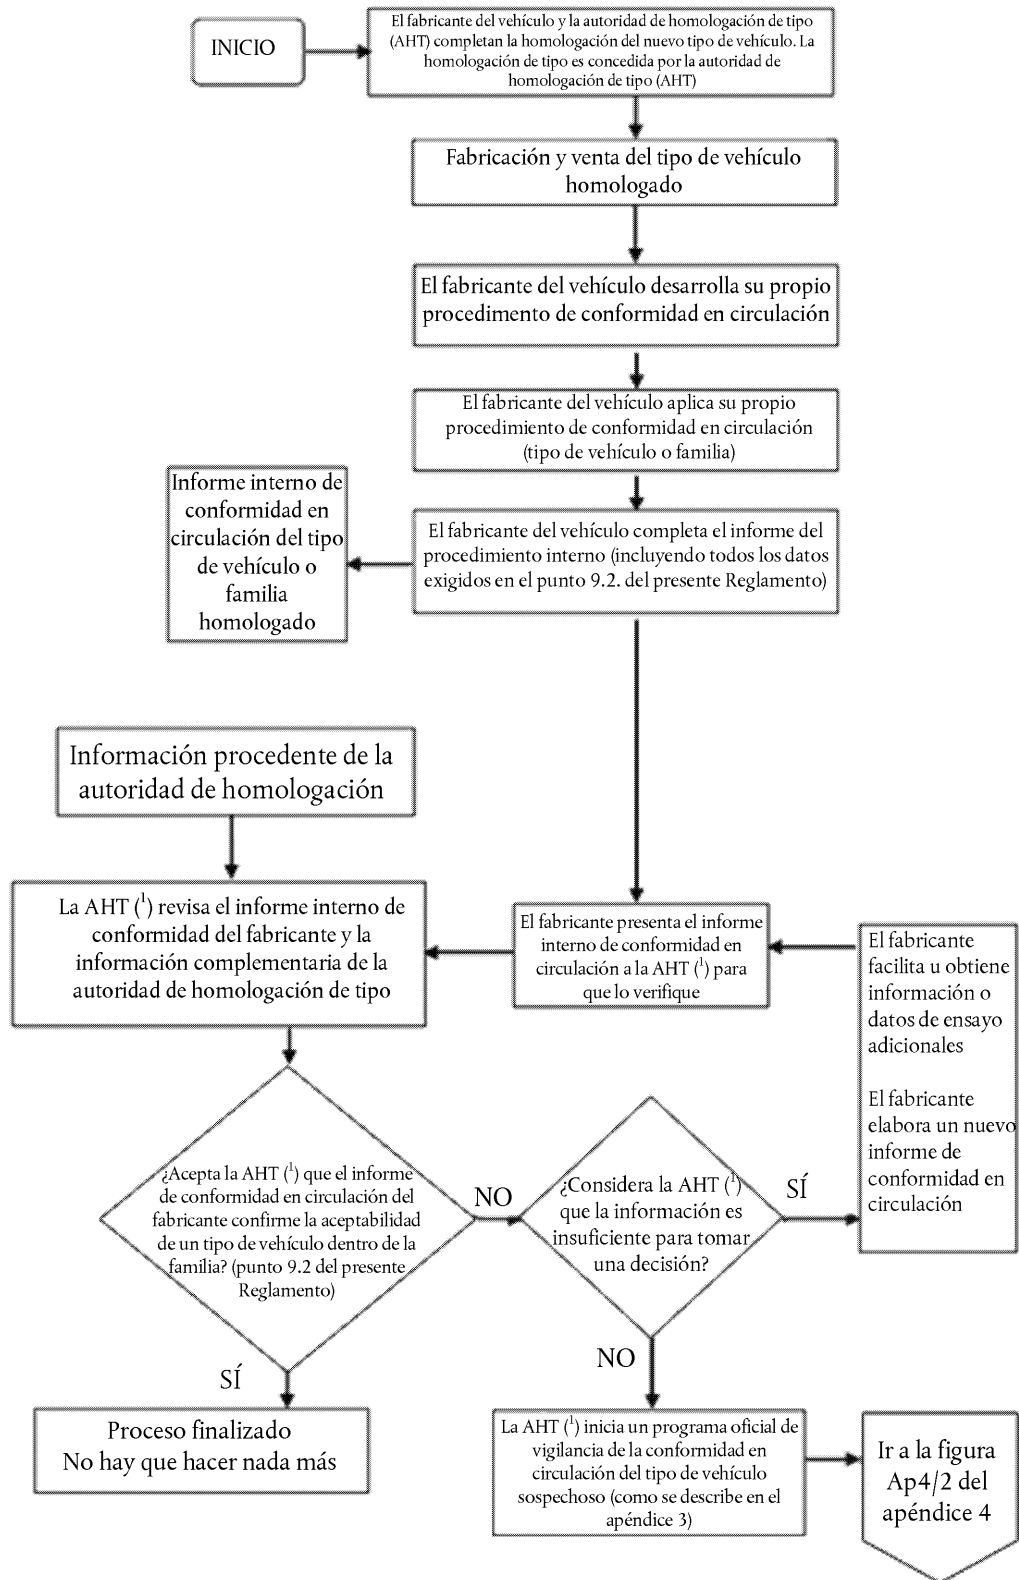 INICIO
El fabricante del vehículo y la autoridad de homologación de tipo
(AHT) completan la homologación del nuevo tipo de vehículo. La
homologación de tipo es concedida por la autoridad de
homologación de tipo (AHT)
Fabricación y venta del tipo de vehículo
homologado
El fabricante del vehículo desarrolla su propio
procedimento de conformidad en circulación
El fabricante del vehículo aplica su propio
procedimiento de conformidad en circulación
(tipo de vehículo o familia)
Informe interno de
conformidad en
circulación del tipo
de vehículo o
familia
homologado
El fabricante del vehículo completa el informe del
procedimiento interno (incluyendo todos los datos
exigidos en el punto 9.2. del presente Reglamento)
Información procedente de la
autoridad de homologación
La AHT (¹) revisa el informe interno de
conformidad del fabricante y la
información complementaria de la
autoridad de homologación de tipo
El fabricante presenta el informe
interno de conformidad en
circulación a la AHT (¹) para
que lo verifique
El fabricante
facilita u obtiene
información o
datos de ensayo
adicionales
El fabricante
elabora un nuevo
informe de
conformidad en
circulación
¿Acepta la AHT (¹) que el informe
de conformidad en circulación del
fabricante confirme la aceptabilidad
de un tipo de vehículo dentro de la
familia? (punto 9.2 del presente
Reglamento)
NO
¿Considera la AHT (¹)
que la información es
insuficiente para tomar
una decisión?
SÍ
NO
SÍ
Proceso finalizado
No hay que hacer nada más
La AHT (¹) inicia un programa oficial de
vigilancia de la conformidad en
circulación del tipo de vehículo
sospechoso (como se describe en el
apéndice 3)
Ir a la figura
Ap4/2 del
apéndice 4